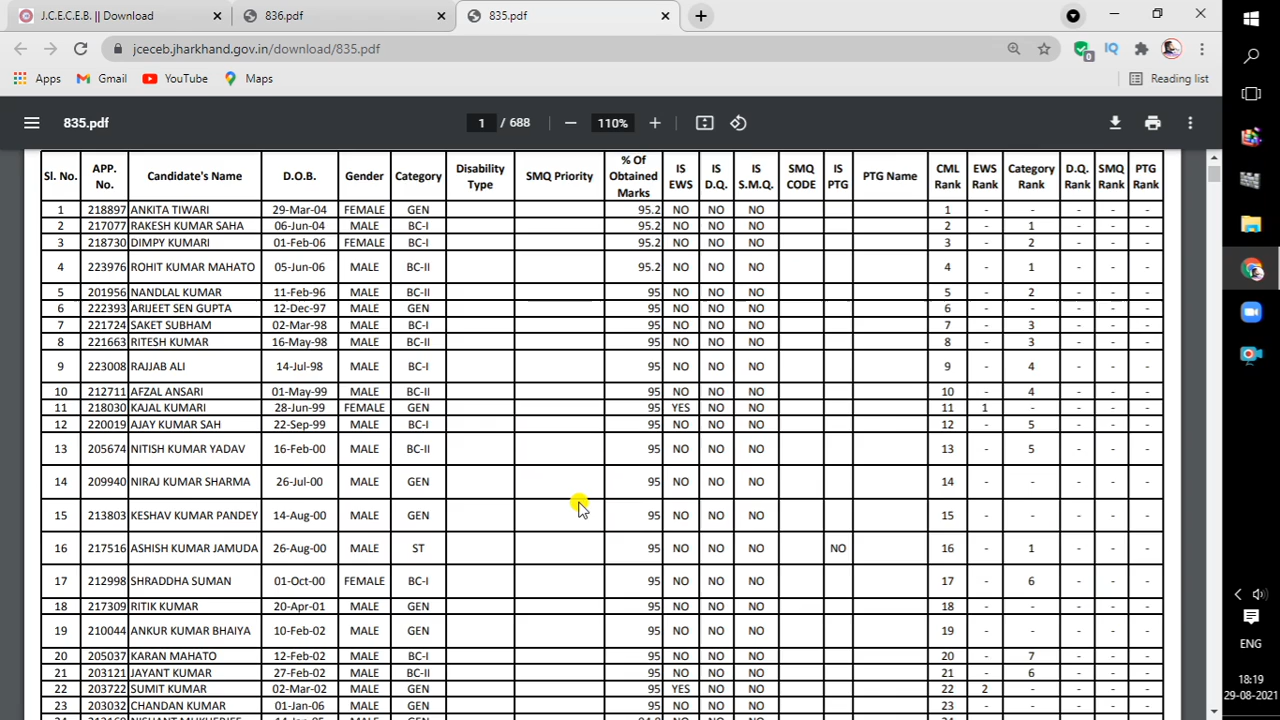 J.C.E.C.E.B. || Download
836.pdf
835.pdf
jceceb.jharkhand.gov.in/download/835.pdf
Apps Gmail YouTube Maps Reading list
835.pdf 1 / 688 110%
Sl. No. APP. No. Candidate's Name D.O.B. Gender Category Disability Type SMQ Priority % Of Obtained Marks IS EWS IS D.Q. IS S.M.Q. SMQ CODE IS PTG PTG Name CML Rank EWS Rank Category Rank D.Q. Rank SMQ Rank PTG Rank
1 218897 ANKITA TIWARI 29-Mar-04 FEMALE GEN 95.2 NO NO NO 1 - - - - -
2 217077 RAKESH KUMAR SAHA 06-Jun-04 MALE BC-I 95.2 NO NO NO 2 - 1 - - -
3 218730 DIMPY KUMARI 01-Feb-06 FEMALE BC-I 95.2 NO NO NO 3 - 2 - - -
4 223976 ROHIT KUMAR MAHATO 05-Jun-06 MALE BC-II 95.2 NO NO NO 4 - 1 - - -
5 201956 NANDLAL KUMAR 11-Feb-96 MALE BC-II 95 NO NO NO 5 - 2 - - -
6 222393 ARIJEET SEN GUPTA 12-Dec-97 MALE GEN 95 NO NO NO 6 - - - - -
7 221724 SAKET SUBHAM 02-Mar-98 MALE BC-I 95 NO NO NO 7 - 3 - - -
8 221663 RITESH KUMAR 16-May-98 MALE BC-II 95 NO NO NO 8 - 3 - - -
9 223008 RAJJAB ALI 14-Jul-98 MALE BC-I 95 NO NO NO 9 - 4 - - -
10 212711 AFZAL ANSARI 01-May-99 MALE BC-II 95 NO NO NO 10 - 4 - - -
11 218030 KAJAL KUMARI 28-Jun-99 FEMALE GEN 95 YES NO NO 11 1 - - - -
12 220019 AJAY KUMAR SAH 22-Sep-99 MALE BC-I 95 NO NO NO 12 - 5 - - -
13 205674 NITISH KUMAR YADAV 16-Feb-00 MALE BC-II 95 NO NO NO 13 - 5 - - -
14 209940 NIRAJ KUMAR SHARMA 26-Jul-00 MALE GEN 95 NO NO NO 14 - - - - -
15 213803 KESHAV KUMAR PANDEY 14-Aug-00 MALE GEN 95 NO NO NO 15 - - - - -
16 217516 ASHISH KUMAR JAMUDA 26-Aug-00 MALE ST 95 NO NO NO NO 16 - 1 - - -
17 212998 SHRADDHA SUMAN 01-Oct-00 FEMALE BC-I 95 NO NO NO 17 - 6 - - -
18 217309 RITIK KUMAR 20-Apr-01 MALE GEN 95 NO NO NO 18 - - - - -
19 210044 ANKUR KUMAR BHAIYA 10-Feb-02 MALE GEN 95 NO NO NO 19 - - - - -
20 205037 KARAN MAHATO 12-Feb-02 MALE BC-I 95 NO NO NO 20 - 7 - - -
21 203121 JAYANT KUMAR 27-Feb-02 MALE BC-II 95 NO NO NO 21 - 6 - - -
22 203722 SUMIT KUMAR 02-Mar-02 MALE GEN 95 YES NO NO 22 2 - - - -
23 203032 CHANDAN KUMAR 01-Jan-06 MALE GEN 95 NO NO NO 23 - - - - -
IQ
0
ENG
18:19
29-08-2021